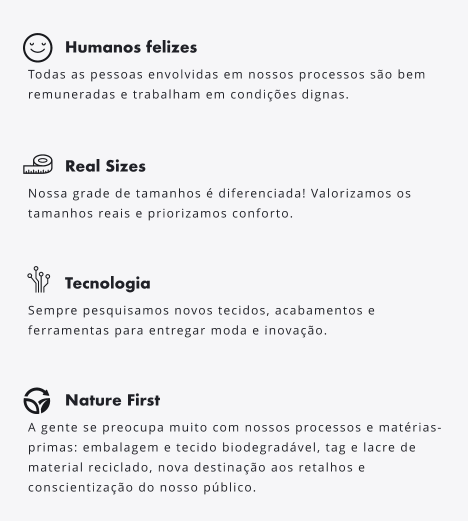 Humanos felizes
Todas as pessoas envolvidas em nossos processos são bem
remuneradas e trabalham em condições dignas.
Real Sizes
Nossa grade de tamanhos é diferenciada! Valorizamos os
tamanhos reais e priorizamos conforto.
Tecnologia
Sempre pesquisamos novos tecidos, acabamentos e
ferramentas para entregar moda e inovação.
Nature First
A gente se preocupa muito com nossos processos e matérias-
primas: embalagem e tecido biodegradável, tag e lacre de
material reciclado, nova destinação aos retalhos e
conscientização do nosso público.